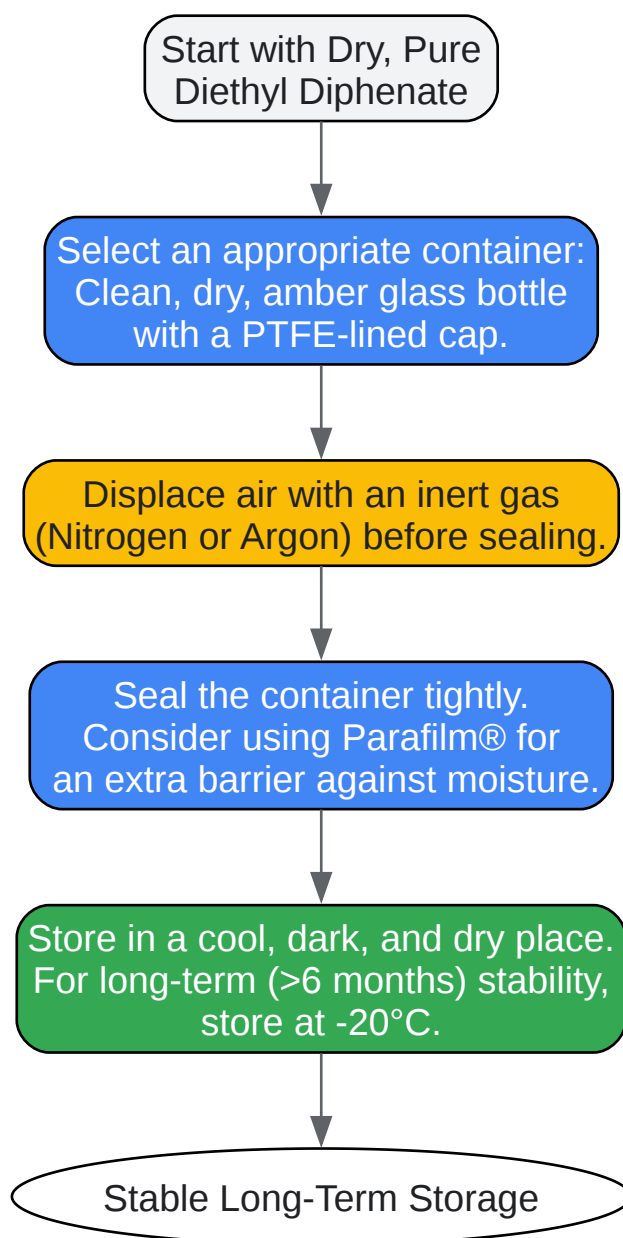 Start with Dry, Pure
Diethyl Diphenate
Select an appropriate container:
Clean, dry, amber glass bottle
with a PTFE-lined cap.
Displace air with an inert gas
(Nitrogen or Argon) before sealing.
Seal the container tightly.
Consider using Parafilm® for
an extra barrier against moisture.
Store in a cool, dark, and dry place.
For long-term (>6 months) stability,
store at -20°C.
Stable Long-Term Storage